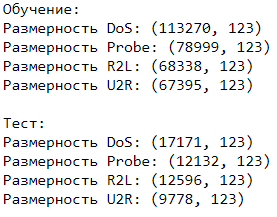 Обучение:
Размерность DoS: (113270, 123)
Размерность Probe: (78999, 123)
Размерность R2L: (68338, 123)
Размерность U2R: (67395, 123)
Тест:
Размерность DoS: (17171, 123)
Размерность Probe: (12132, 123)
Размерность R2L: (12596, 123)
Размерность U2R: (9778, 123)